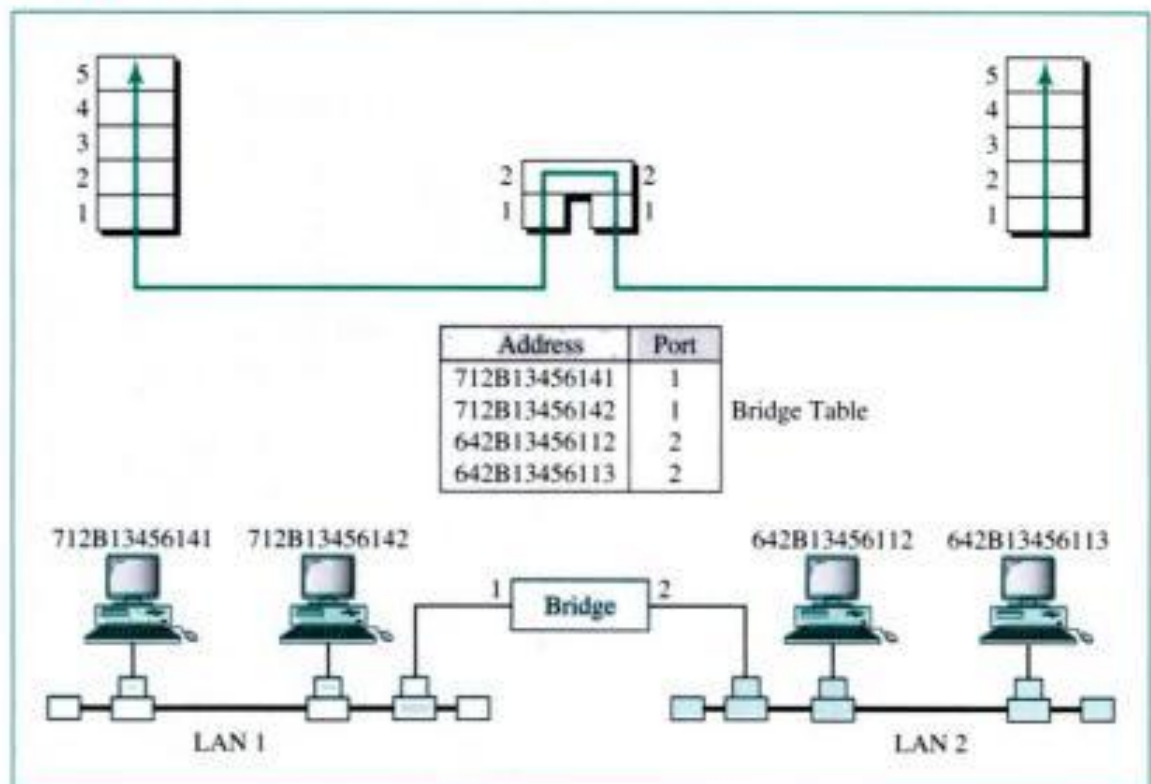 5
4
3
2
1
2 2
1 1
5
4
3
2
1
Address Port
712B13456141 1
712B13456142 1
642B13456112 2
642B13456113 2
Bridge Table
712B13456141 712B13456142
642B13456112 642B13456113
1 Bridge 2
LAN 1
LAN 2